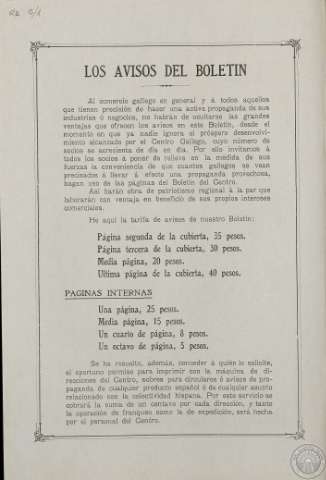 LOS AVISOS DEL BOLETIN
Al comercio gallego en general y á todos aquellos
que tienen precisión de hacer una activa propaganda de sus
industrias ó negocios, no habrán de ocultarse las grandes
ventajas que ofrecen los avisos en este Boletin, desde el
momento en que ya nadie ignora el próspero desenvolvi-
miento alcanzado por el Centro Gallego, cuyo número de
socios se acrecienta de día en día. Por ello invitamos á
todos los socios a poner de relieve en la medida de sus
fuerzas la conveniencia de que cuantos gallegos se vean
precisados á llevar á efecto una propaganda provechosa,
hagan uso de las páginas del Boletin del Centro.
Asi harán obra de patriotismo regional á la par que
laborarán con ventaja en beneficio de sus propios intereses
comerciales.
He aquí la tarifa de avisos de nuestro Boletin:
Página segunda de la cubierta, 35 pesos.
Página tercera de la cubierta, 30 pesos.
Media página, 20 pesos.
Ultima página de la cubierta, 40 pesos.
PAGINAS INTERNAS
Una página, 25 pesos.
Media página, 15 pesos.
Un cuarto de página, 8 pesos.
Un octavo de página, 5 pesos.
Se ha resuelto, además, conceder á quién lo solicite,
el oportuno permiso para imprimir con la máquina de di-
recciones del Centro, sobres para circulares ó avisos de pro-
paganda de cualquier producto español ó de cualquier asunto
relacionado con la colectividad hispana. Por este servicio se
cobrará la suma de un centavo por cada dirección, y tanto
la operación de franqueo como la de expedición, será hecha
por el personal del Centro.